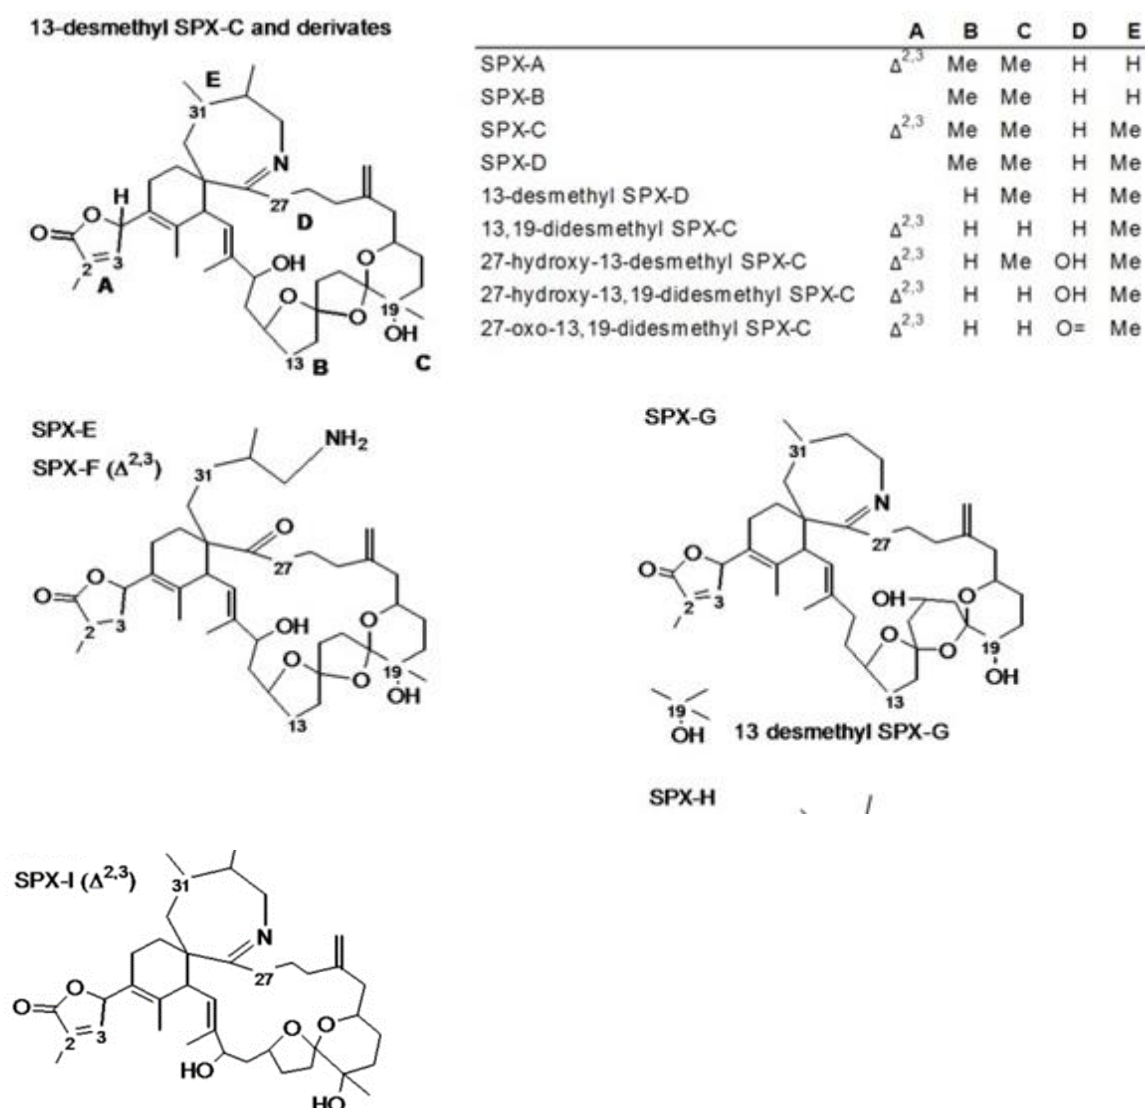 13-desmethyl SPX-C and derivates
A B C D E
SPX-A Δ2,3 Me Me H H
SPX-B Me Me H H
SPX-C Δ2,3 Me Me H Me
SPX-D Me Me H Me
13-desmethyl SPX-D H Me H Me
13,19-didesmethyl SPX-C Δ2,3 H H H Me
27-hydroxy-13-desmethyl SPX-C Δ2,3 H Me OH Me
27-hydroxy-13,19-didesmethyl SPX-C Δ2,3 H H OH Me
27-oxo-13,19-didesmethyl SPX-C Δ2,3 H H O= Me
E
31
N
H
27
O
D
O
O
OH
2
3
A
O
O
19
OH
13
B
C
SPX-E
SPX-F (Δ2,3)
NH2
31
O
27
O
O
2
3
O
OH
O
O
19
OH
13
SPX-G
31
N
27
O
O
2
3
OH
O
O
O
19
OH
13
19
OH
13 desmethyl SPX-G
SPX-H
SPX-I (Δ2,3)
31
N
27
O
O
2
3
O
O
HO
HO